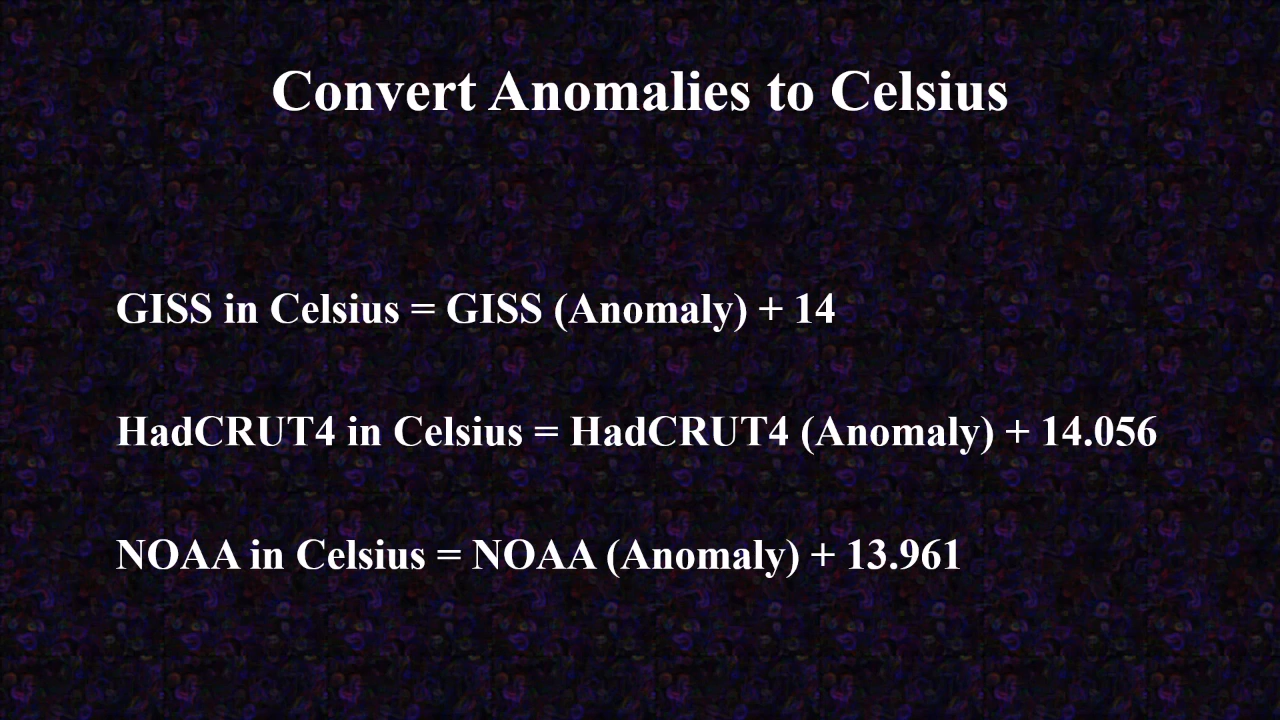 Convert Anomalies to Celsius
GISS in Celsius = GISS (Anomaly) + 14
HadCRUT4 in Celsius = HadCRUT4 (Anomaly) + 14.056
NOAA in Celsius = NOAA (Anomaly) + 13.961